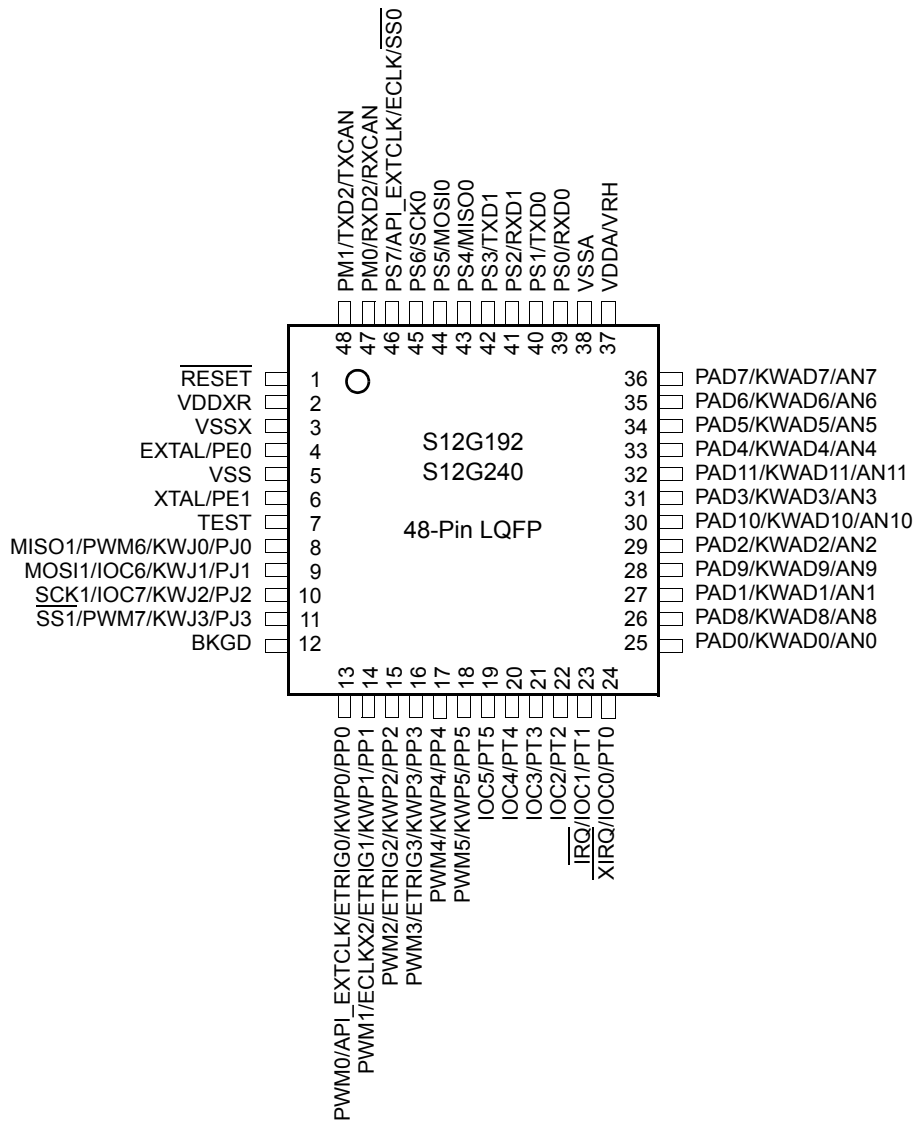 PM1/TXD2/TXCAN
PM0/RXD2/RXCAN
PS7/API_EXTCLK/ECLK/SS0
PS6/SCK0
PS5/MOSI0
PS4/MISO0
PS3/TXD1
PS2/RXD1
PS1/TXD0
PS0/RXD0
VSSA
VDDA/VRH
48
47
46
45
44
43
42
41
40
39
38
37
RESET 1
VDDXR 2
VSSX 3
EXTAL/PE0 4
VSS 5
XTAL/PE1 6
TEST 7
MISO1/PWM6/KWJ0/PJ0 8
MOSI1/IOC6/KWJ1/PJ1 9
SCK1/IOC7/KWJ2/PJ2 10
SS1/PWM7/KWJ3/PJ3 11
BKGD 12
S12G192
S12G240
48-Pin LQFP
36 PAD7/KWAD7/AN7
35 PAD6/KWAD6/AN6
34 PAD5/KWAD5/AN5
33 PAD4/KWAD4/AN4
32 PAD11/KWAD11/AN11
31 PAD3/KWAD3/AN3
30 PAD10/KWAD10/AN10
29 PAD2/KWAD2/AN2
28 PAD9/KWAD9/AN9
27 PAD1/KWAD1/AN1
26 PAD8/KWAD8/AN8
25 PAD0/KWAD0/AN0
13
14
15
16
17
18
19
20
21
22
23
24
PWM0/API_EXTCLK/ETRIG0/KWP0/PP0
PWM1/ECLKX2/ETRIG1/KWP1/PP1
PWM2/ETRIG2/KWP2/PP2
PWM3/ETRIG3/KWP3/PP3
PWM4/KWP4/PP4
PWM5/KWP5/PP5
IOC5/PT5
IOC4/PT4
IOC3/PT3
IOC2/PT2
IRQ/IOC1/PT1
XIRQ/IOC0/PT0